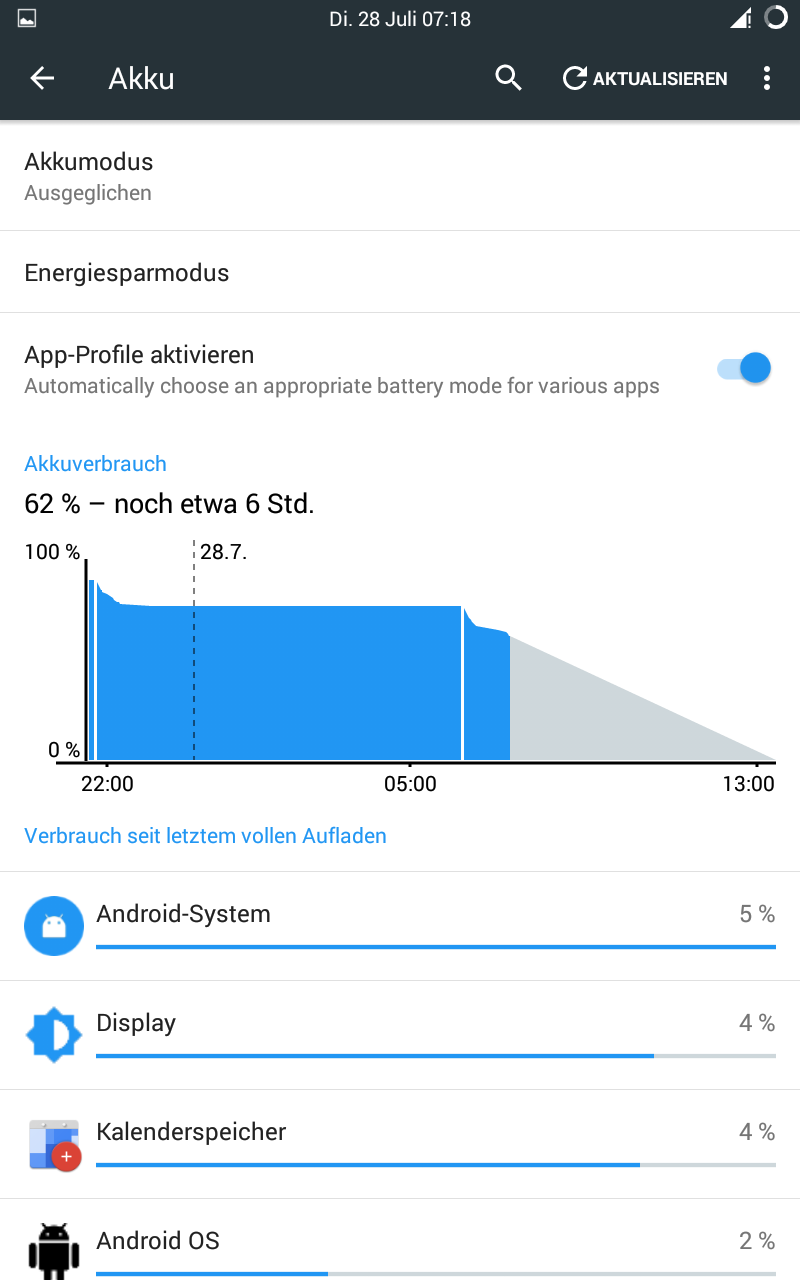 Di. 28 Juli 07:18
Akku
AKTUALISIEREN
Akkumodus
Ausgeglichen
Energiesparmodus
App-Profile aktivieren
Automatically choose an appropriate battery mode for various apps
Akkuverbrauch
62 % – noch etwa 6 Std.
100 %
28.7.
0 %
22:00 05:00 13:00
Verbrauch seit letztem vollen Aufladen
Android-System 5 %
Display 4 %
Kalenderspeicher 4 %
Android OS 2 %